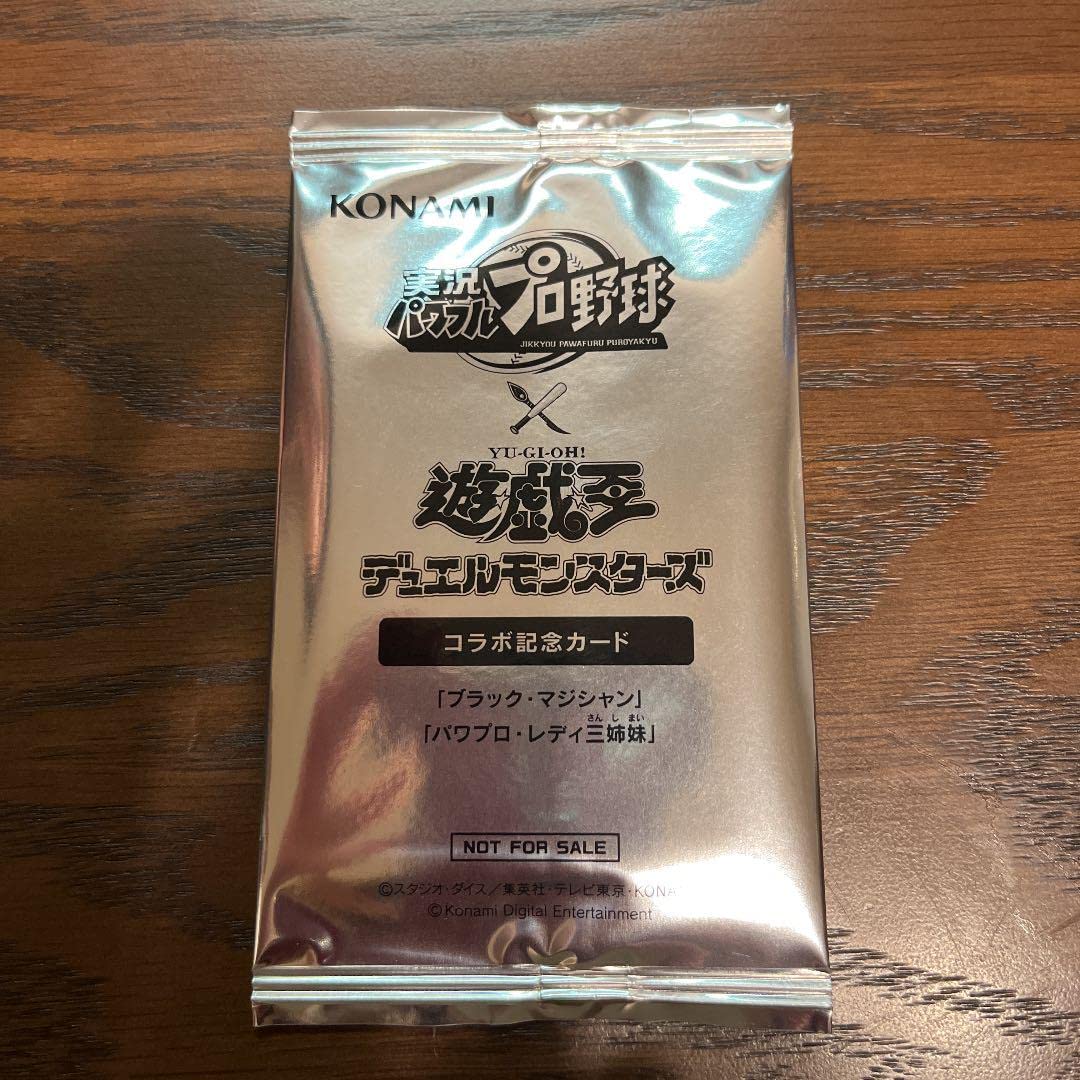 KONAMI
実況
パワフルプロ野球
JIKKYOU PAWAFURU PUROYAKYU
YU-GI-OH!
遊戯王
デュエルモンスターズ
コラボ記念カード
「ブラック・マジシャン」
さんしまい
「パワプロ・レディ三姉妹」
NOT FOR SALE
©スタジオ・ダイス/集英社・テレビ東京・KONA
©Konami Digital Entertainment